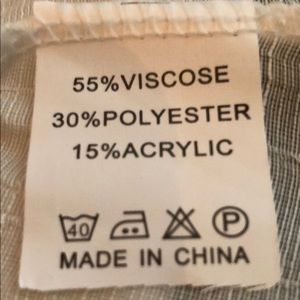 55%VISCOSE
30%POLYESTER
15%ACRYLIC
40 P
MADE IN CHINA